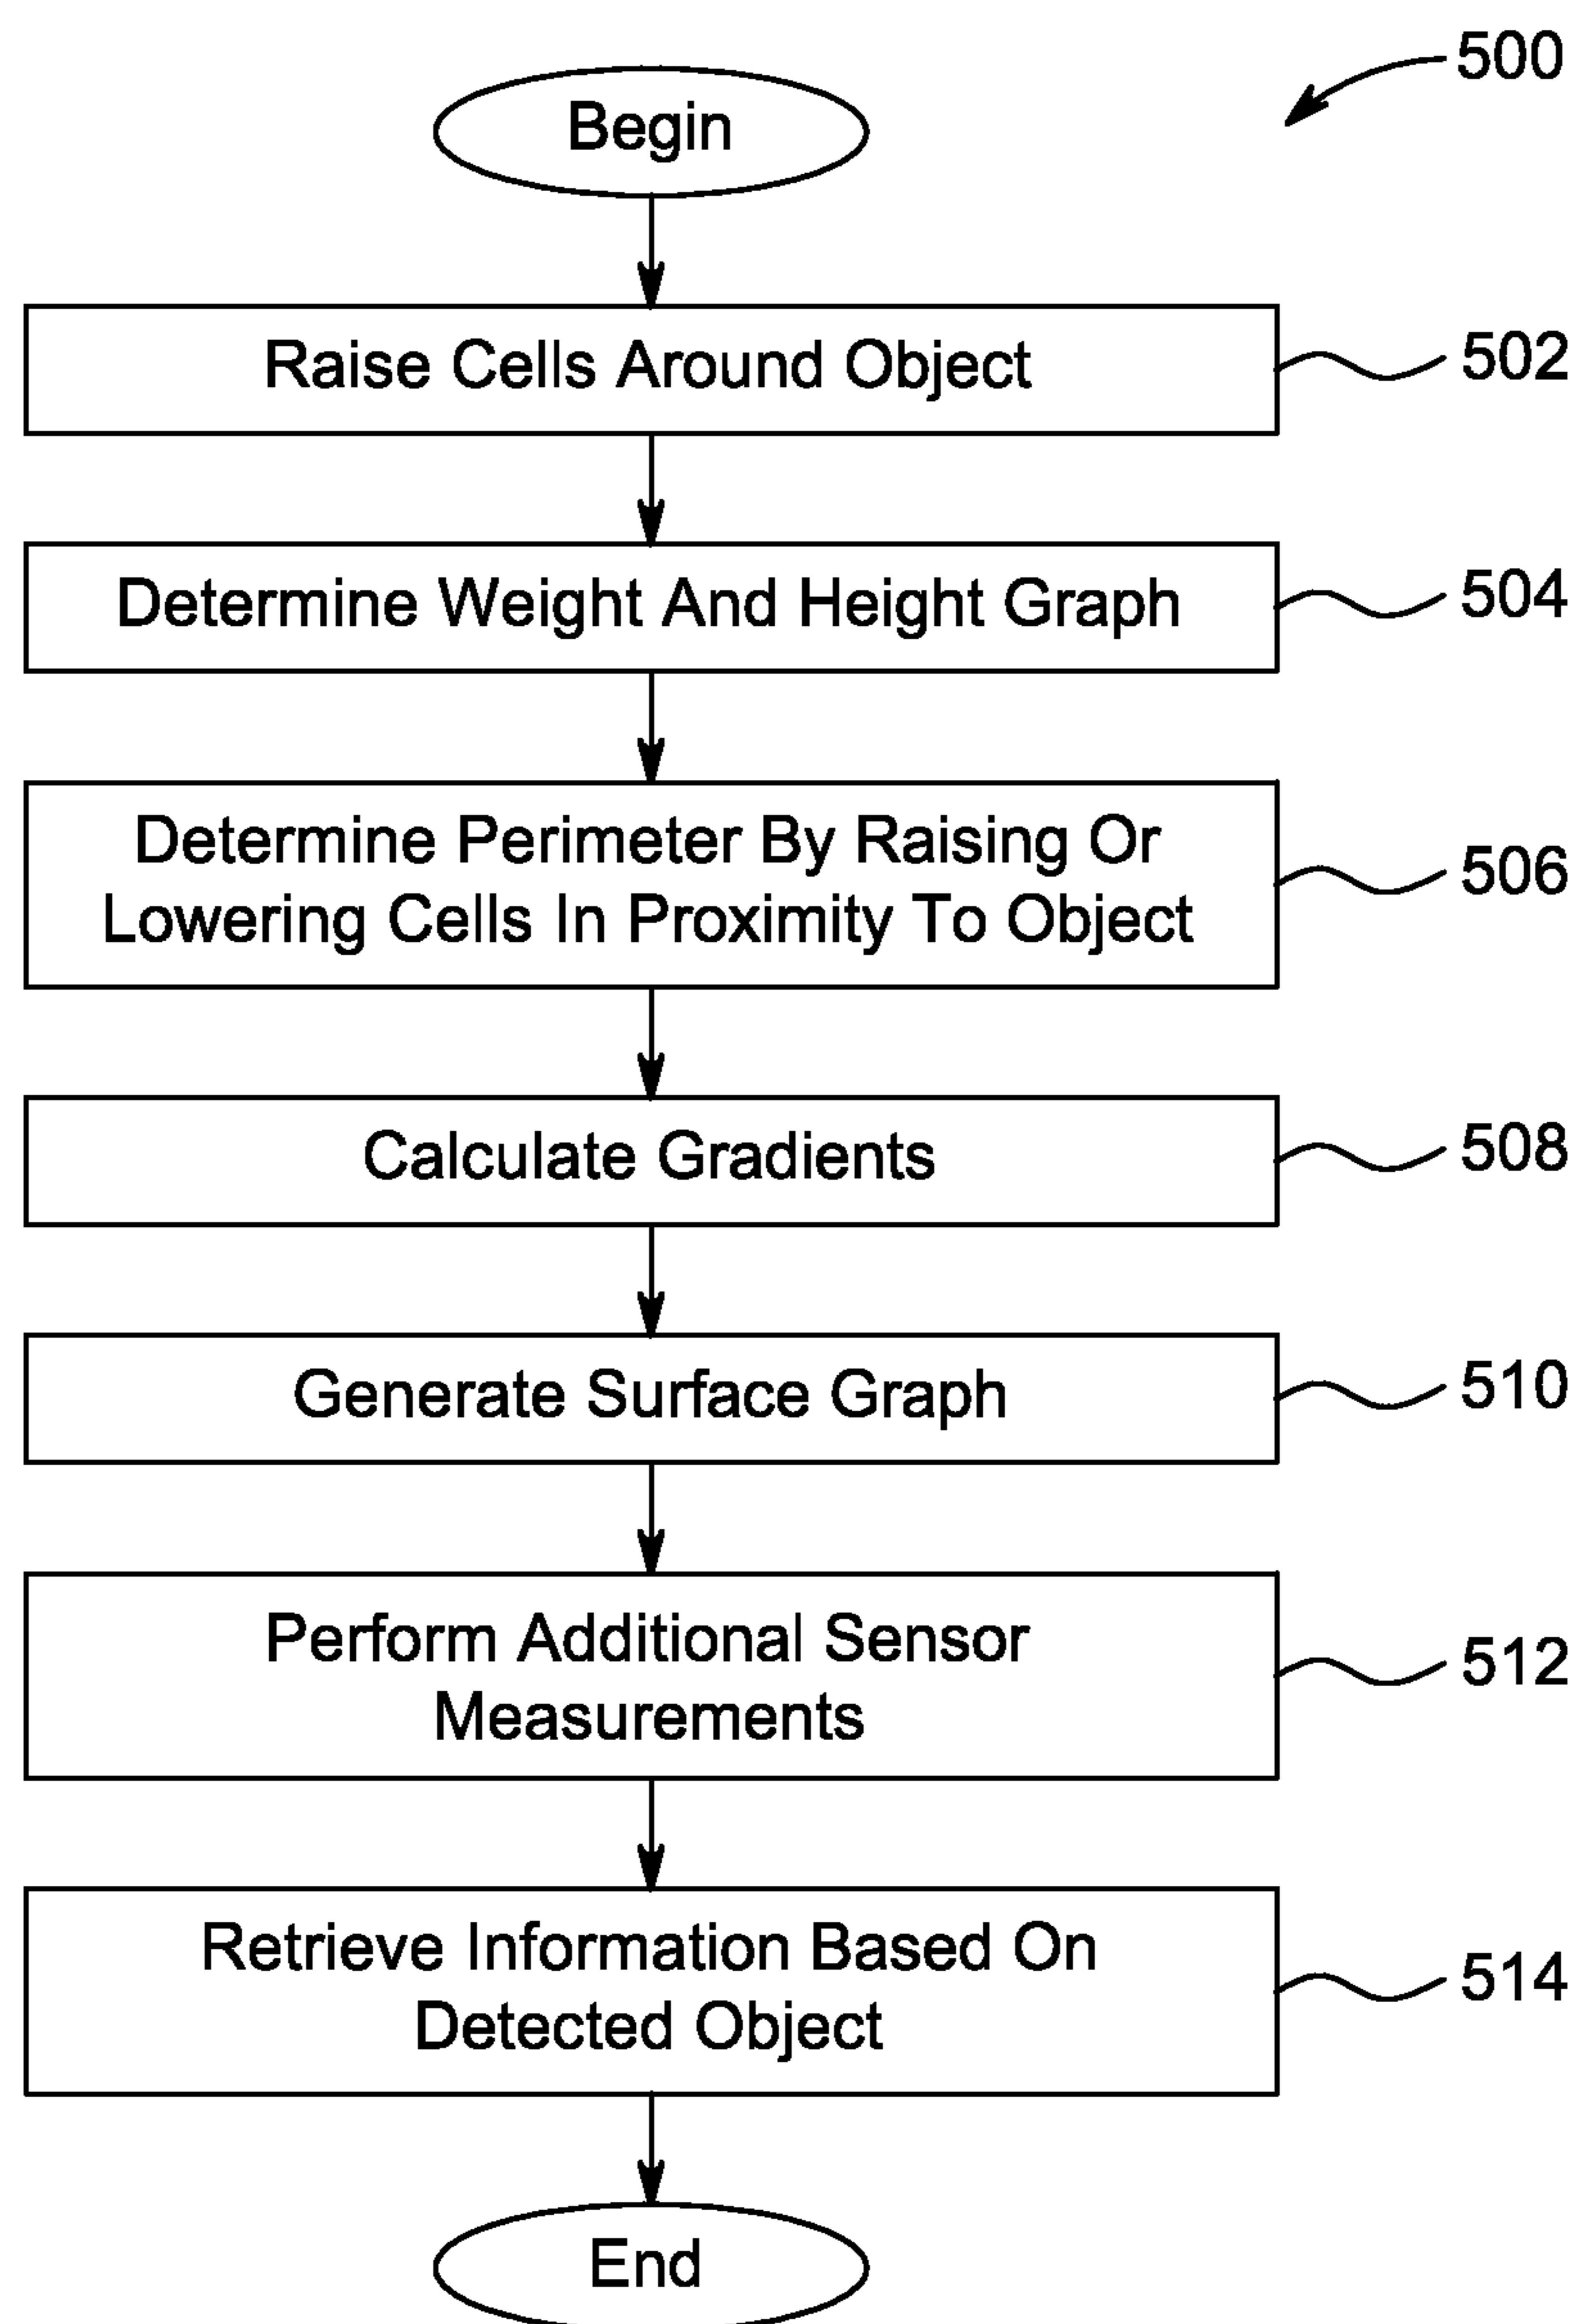 500
Begin
Raise Cells Around Object
502
Determine Weight And Height Graph
504
Determine Perimeter By Raising Or
Lowering Cells In Proximity To Object
506
Calculate Gradients
508
Generate Surface Graph
510
Perform Additional Sensor
Measurements
512
Retrieve Information Based On
Detected Object
514
End